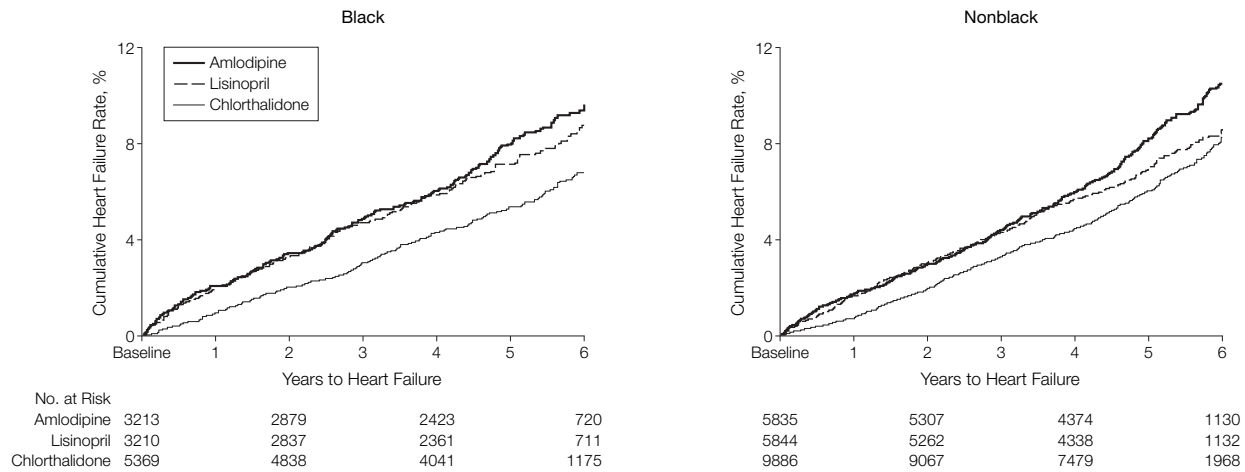 Black
12
8
4
0
Cumulative Heart Failure Rate, %
Amlodipine
Lisinopril
Chlorthalidone
Baseline 1 2 3 4 5 6
Years to Heart Failure
No. at Risk
Amlodipine 3213 2879 2423 720
Lisinopril 3210 2837 2361 711
Chlorthalidone 5369 4838 4041 1175
Nonblack
12
8
4
0
Cumulative Heart Failure Rate, %
Baseline 1 2 3 4 5 6
Years to Heart Failure
5835 5307 4374 1130
5844 5262 4338 1132
9886 9067 7479 1968